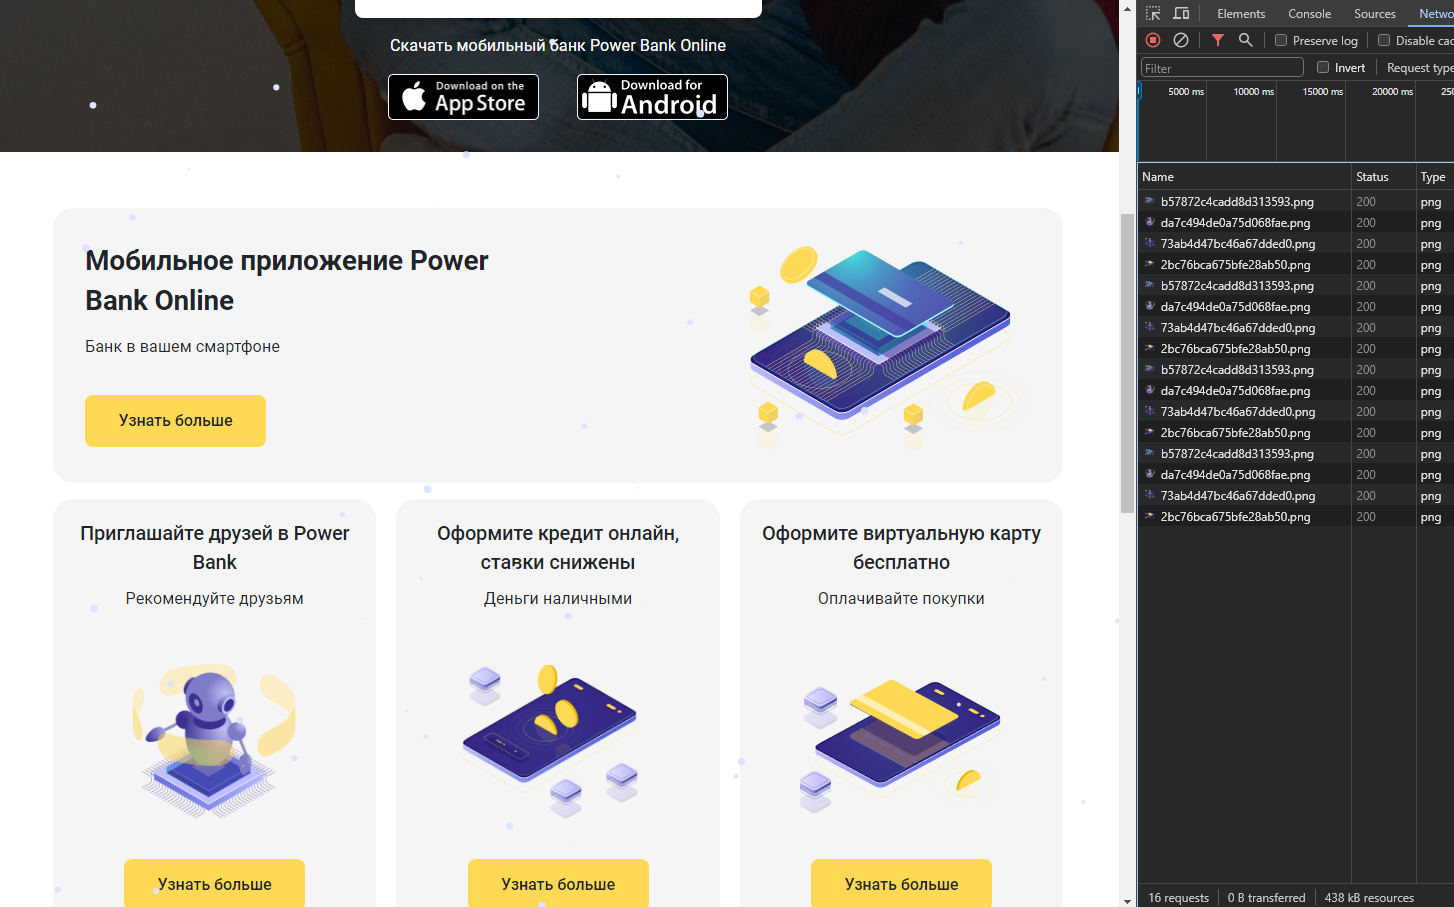 Скачать мобильный банк Power Bank Online
Download on the
App Store
Download for
Android
Мобильное приложение Power
Bank Online
Банк в вашем смартфоне
Узнать больше
Приглашайте друзей в Power
Bank
Рекомендуйте друзьям
Узнать больше
Оформите кредит онлайн,
ставки снижены
Деньги наличными
Узнать больше
Оформите виртуальную карту
бесплатно
Оплачивайте покупки
Узнать больше
Elements Console Sources Netwo
Preserve log Disable cac
Filter Invert Request type
5000 ms 10000 ms 15000 ms 20000 ms 250
Name Status Type
b57872c4cadd8d313593.png 200 png
da7c494de0a75d068fae.png 200 png
73ab4d47bc46a67dded0.png 200 png
2bc76bca675bfe28ab50.png 200 png
b57872c4cadd8d313593.png 200 png
da7c494de0a75d068fae.png 200 png
73ab4d47bc46a67dded0.png 200 png
2bc76bca675bfe28ab50.png 200 png
b57872c4cadd8d313593.png 200 png
da7c494de0a75d068fae.png 200 png
73ab4d47bc46a67dded0.png 200 png
2bc76bca675bfe28ab50.png 200 png
b57872c4cadd8d313593.png 200 png
da7c494de0a75d068fae.png 200 png
73ab4d47bc46a67dded0.png 200 png
2bc76bca675bfe28ab50.png 200 png
16 requests 0 B transferred 438 kB resources